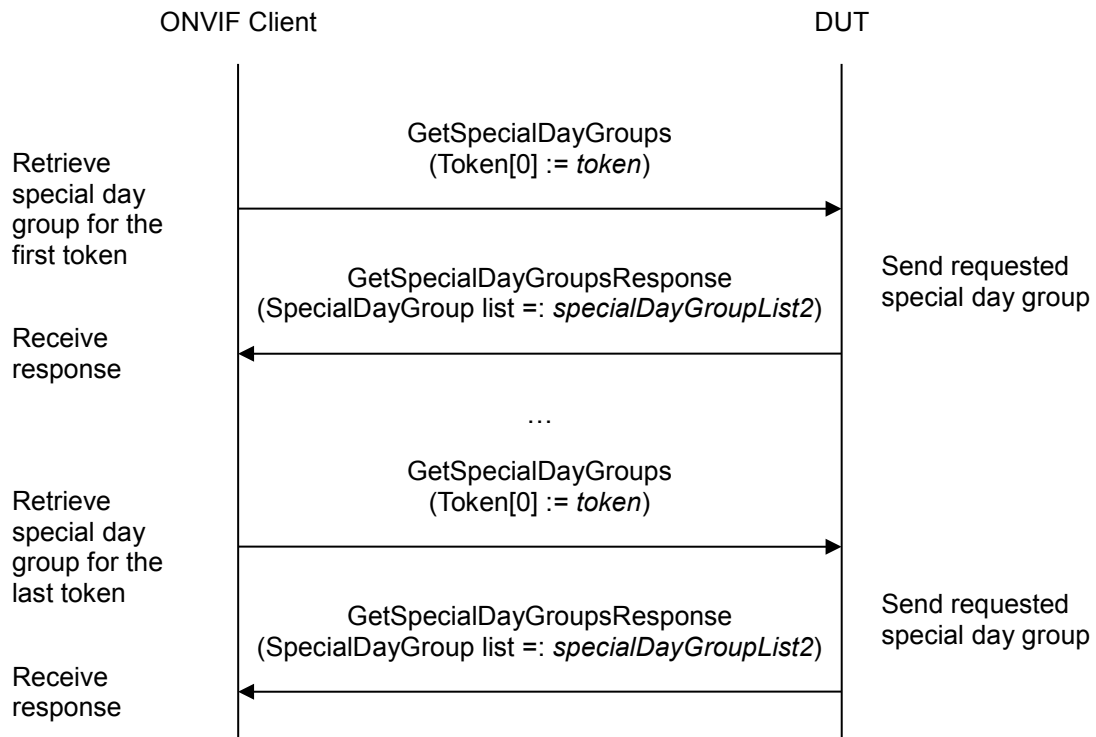 ONVIF Client
DUT
GetSpecialDayGroups
(Token[0] := token)
Retrieve
special day
group for the
first token
GetSpecialDayGroupsResponse
(SpecialDayGroup list =: specialDayGroupList2)
Send requested
special day group
Receive
response
…
GetSpecialDayGroups
(Token[0] := token)
Retrieve
special day
group for the
last token
GetSpecialDayGroupsResponse
(SpecialDayGroup list =: specialDayGroupList2)
Send requested
special day group
Receive
response